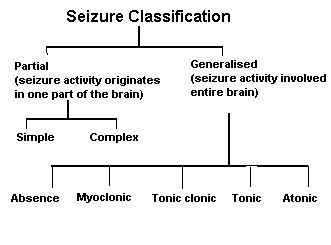 Seizure Classification
Partial
(seizure activity originates
in one part of the brain)
Generalised
(seizure activity involved
entire brain)
Simple
Complex
Absence
Myoclonic
Tonic clonic
Tonic
Atonic